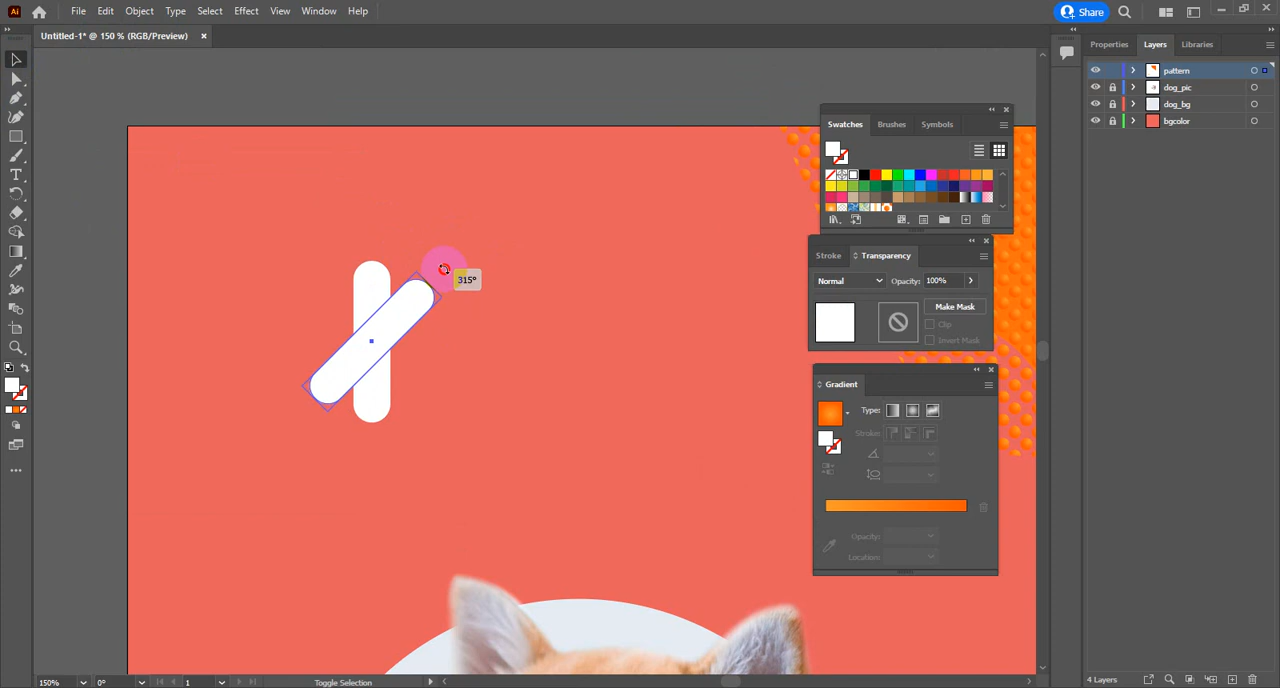 Ai File Edit Object Type Select Effect View Window Help Share
Untitled-1* @ 150 % (RGB/Preview)
Properties Layers Libraries
pattern
dog_pic
dog_bg
bgcolor
Swatches Brushes Symbols
Stroke Transparency
Normal Opacity: 100%
Make Mask
Clip
Invert Mask
315°
Gradient
Type:
Stroke:
Opacity:
Location:
150% 0° 1 Toggle Selection 4 Layers